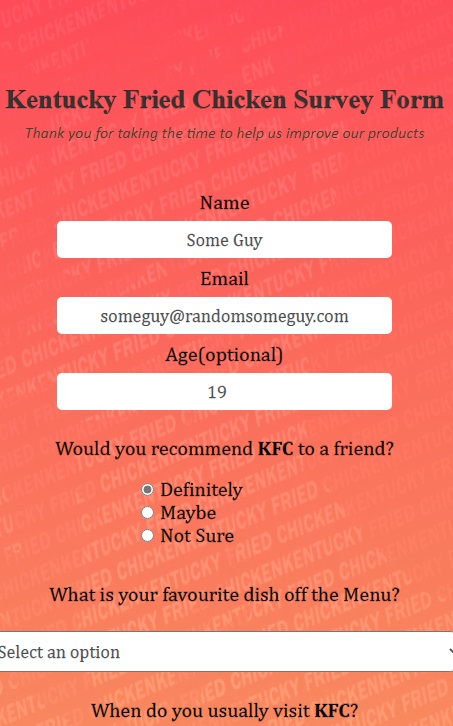 Kentucky Fried Chicken Survey Form
Thank you for taking the time to help us improve our products
Name
Some Guy
Email
someguy@randomsomeguy.com
Age(optional)
19
Would you recommend KFC to a friend?
Definitely
Maybe
Not Sure
What is your favourite dish off the Menu?
Select an option
When do you usually visit KFC?